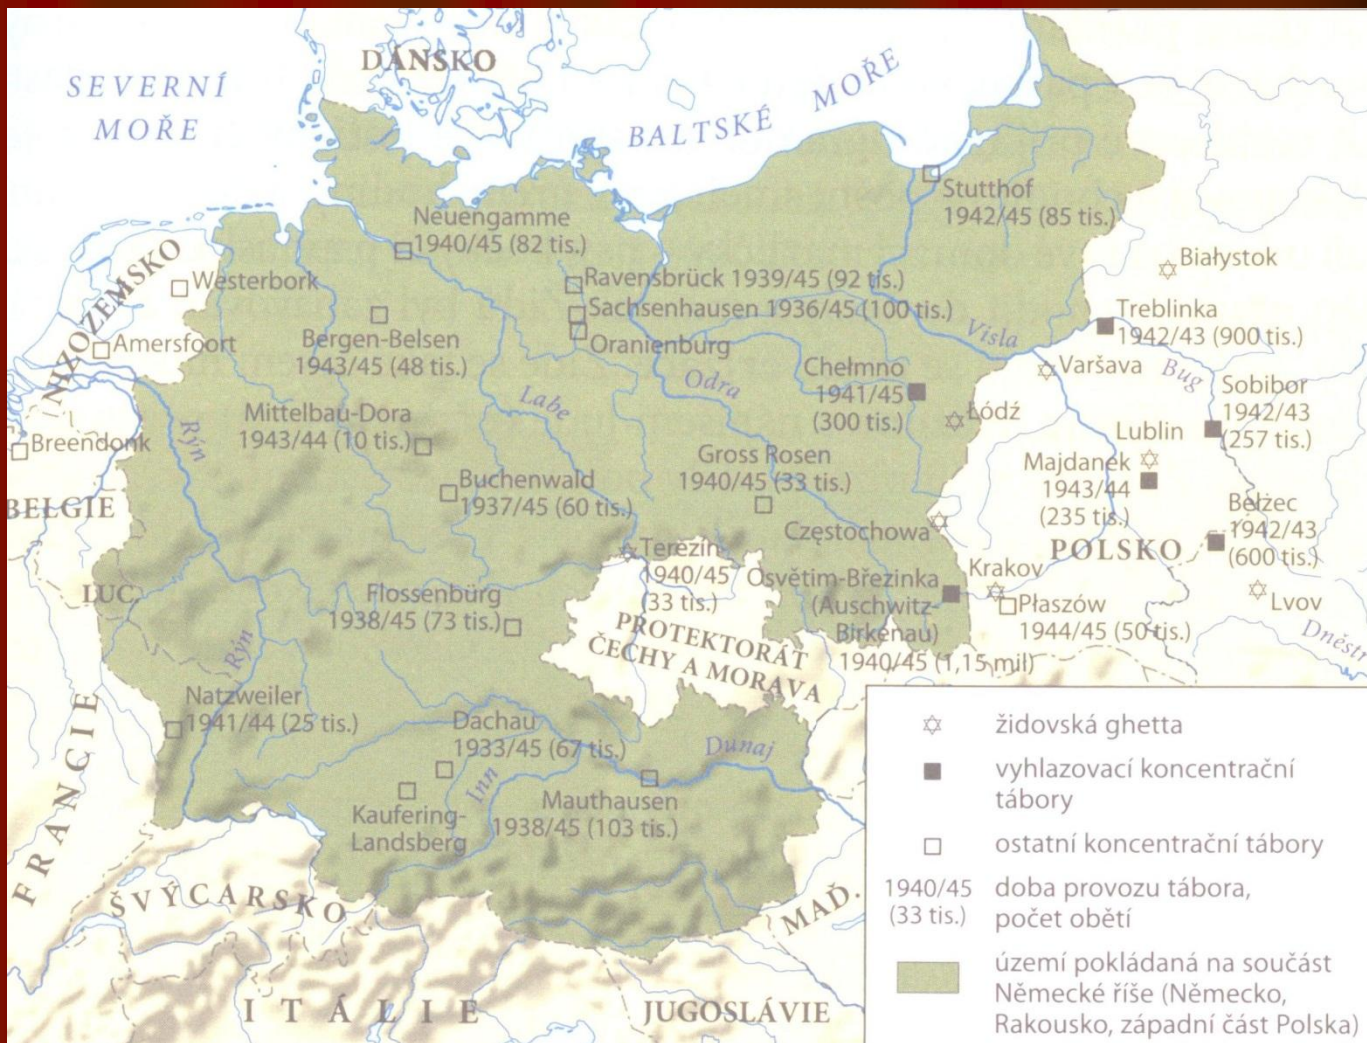 DÁNSKO
SEVERNÍ
MOŘE
BALTSKÉ MOŘE
Stutthof
1942/45 (85 tis.)
Neuengamme
1940/45 (82 tis.)
Białystok
NIZOZEMSKO
Westerbork
Ravensbrück 1939/45 (92 tis.)
Sachsenhausen 1936/45 (100 tis.)
Oranienburg
Treblinka
1942/43 (900 tis.)
Amersfoort
Bergen-Belsen
1943/45 (48 tis.)
Visla
Varšava
Bug
Chełmno
1941/45
(300 tis.)
Sobibor
1942/43
(257 tis.)
Labe
Odra
Mittelbau-Dora
1943/44 (10 tis.)
Łódź
Rýn
Breendonk
Lublin
Majdanek
1943/44
(235 tis.)
Gross Rosen
1940/45 (33 tis.)
Buchenwald
1937/45 (60 tis.)
BELGIE
Bełżec
1942/43
(600 tis.)
Częstochowa
POLSKO
Terezín
1940/45
(33 tis.)
Osvětim-Březinka
(Auschwitz-
Birkenau)
1940/45 (1,15 mil)
Krakov
Płaszów
1944/45 (50 tis.)
Lvov
Dněstr
LUC.
Flossenbürg
1938/45 (73 tis.)
PROTEKTORÁT
ČECHY A MORAVA
Rýn
Natzweiler
1941/44 (25 tis.)
FRANCIE
Dachau
1933/45 (67 tis.)
Dunaj
Inn
Kaufering-
Landsberg
Mauthausen
1938/45 (103 tis.)
ŠVÝCARSKO
MAĎ.
ITÁLIE
JUGOSLÁVIE
židovská ghetta
vyhlazovací koncentrační
tábory
ostatní koncentrační tábory
1940/45
(33 tis.)
doba provozu tábora,
počet obětí
území pokládaná na součást
Německé říše (Německo,
Rakousko, západní část Polska)